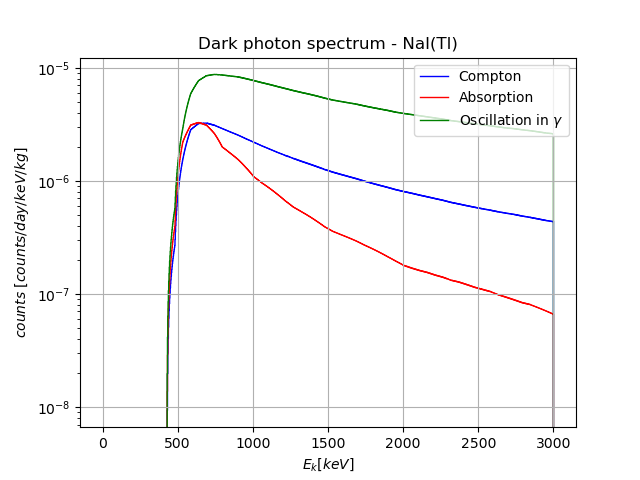 Dark photon spectrum - NaI(Tl)
Compton
Absorption
Oscillation in γ
counts [counts/day/keV/kg]
10⁻⁵
10⁻⁶
10⁻⁷
10⁻⁸
0 500 1000 1500 2000 2500 3000
Eₖ[keV]